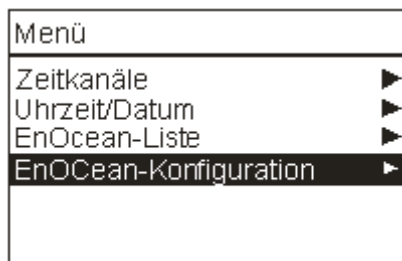 Menü
Zeitkanäle
Uhrzeit/Datum
EnOcean-Liste
EnOCean-Konfiguration